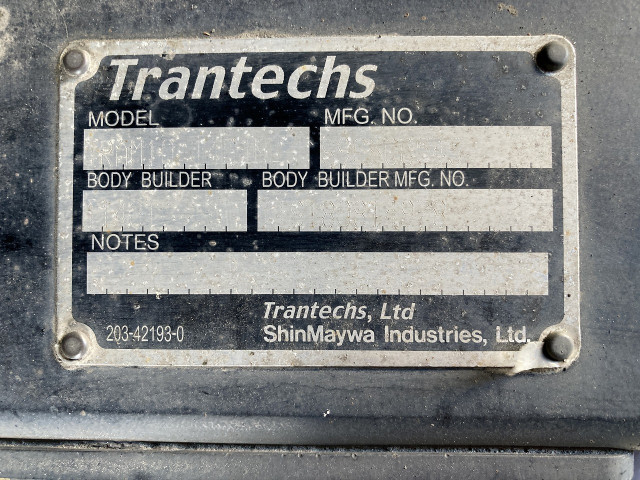 Trantechs
MODEL MFG. NO.
BODY BUILDER BODY BUILDER MFG. NO.
NOTES
Trantechs, Ltd
203-42193-0 ShinMaywa Industries, Ltd.